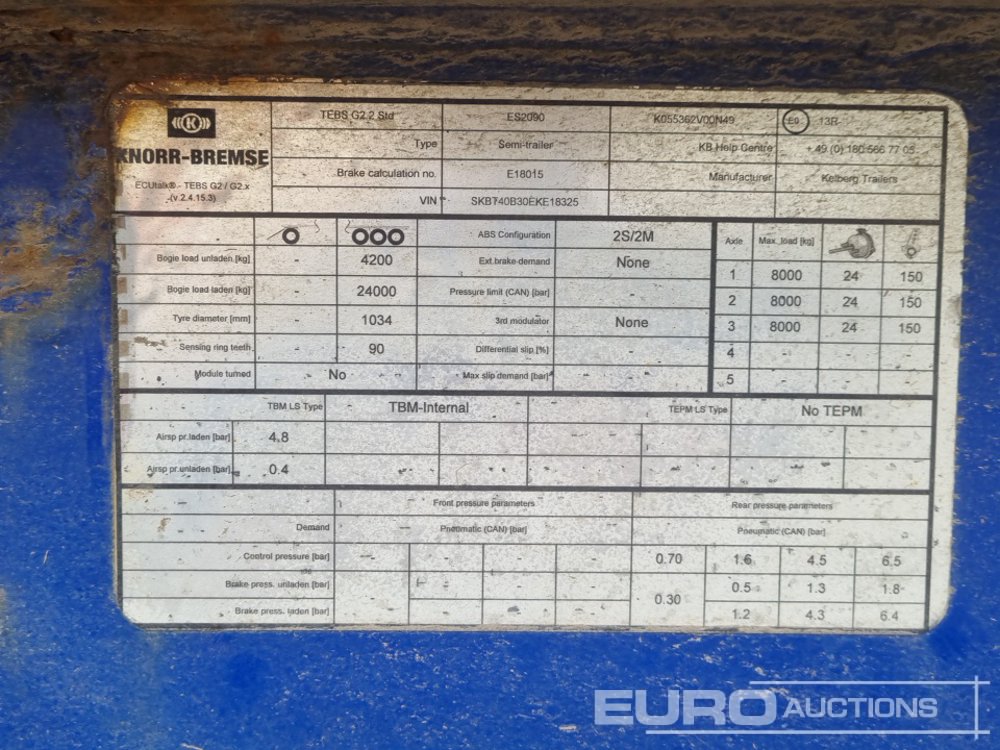 KNORR-BREMSE
ECUtalk® - TEBS G2 / G2.x
(v.2.4.15.3)
TEBS G2.2 Std ES2090 K055362V00N49 E9 13R-
Type Semi-trailer KB Help Centre + 49 (0) 180 566 77 05
Brake calculation no. E18015 Manufacturer Kelberg Trailers
VIN SKBT40B30EKE18325
ABS Configuration 2S/2M Axle Max. load [kg]
Bogie load unladen [kg] - 4200 Ext.brake demand None 1 8000 24 150
Bogie load laden [kg] - 24000 Pressure limit (CAN) [bar] - 2 8000 24 150
Tyre diameter [mm] - 1034 3rd modulator None 3 8000 24 150
Sensing ring teeth - 90 Differential slip [%] - 4 - - -
Module turned No Max slip demand [bar] - 5 - - -
TBM LS Type TBM-Internal TEPM LS Type No TEPM
Airsp pr.laden [bar] 4.8 - - - - - - -
Airsp pr.unladen [bar] 0.4 - - - - - - -
Front pressure parameters Rear pressure parameters
Demand Pneumatic (CAN) [bar] Pneumatic (CAN) [bar]
Control pressure [bar] - - - - 0.70 1.6 4.5 6.5
Brake press. unladen [bar] - - - - 0.30 0.5 1.3 1.8
Brake press. laden [bar] - - - 1.2 4.3 6.4
EURO AUCTIONS